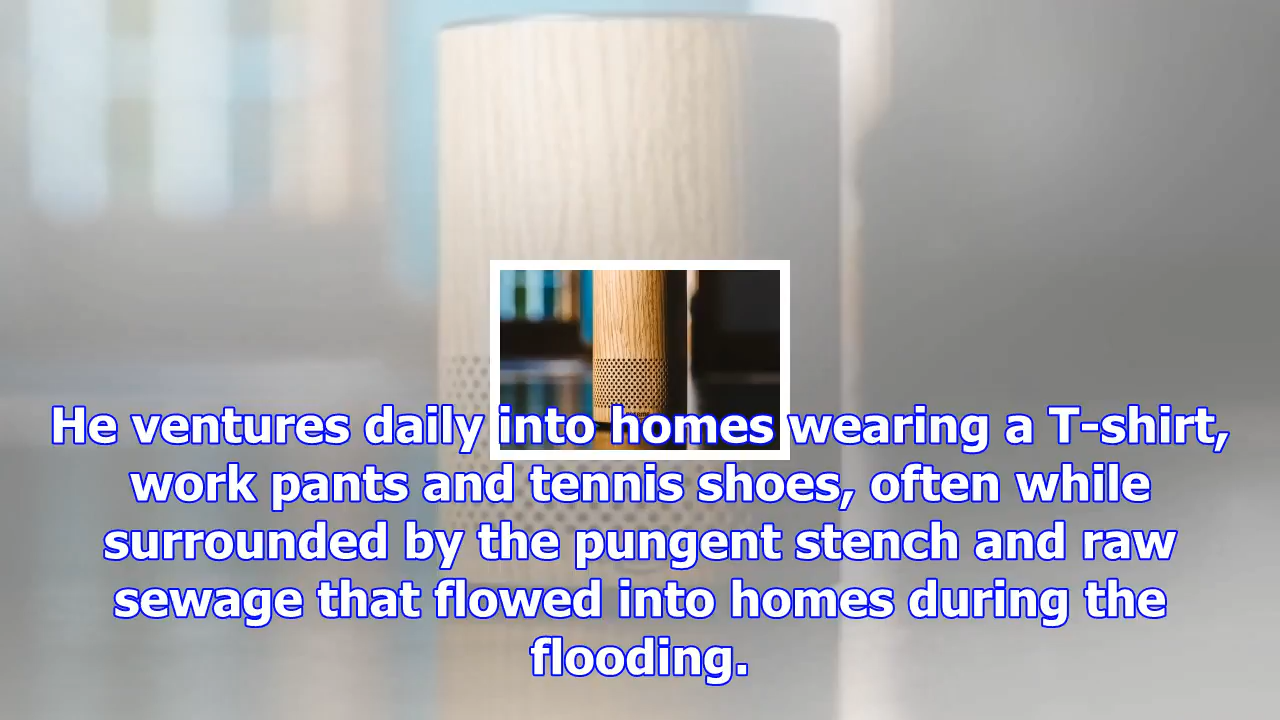 He ventures daily into homes wearing a T-shirt,
work pants and tennis shoes, often while
surrounded by the pungent stench and raw
sewage that flowed into homes during the
flooding.